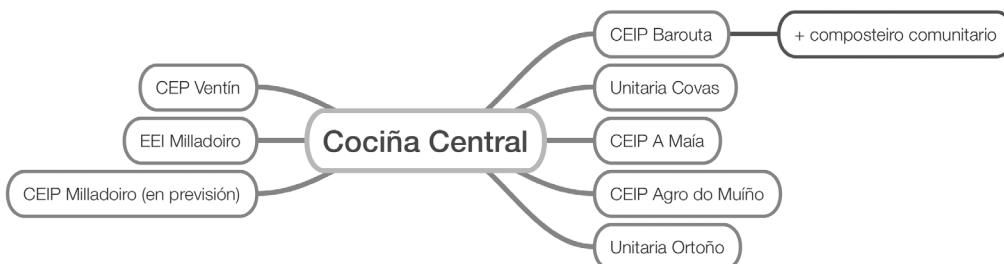 CEIP Barouta
+ composteiro comunitario
CEP Ventín
Unitaria Covas
EEI Milladoiro
Cociña Central
CEIP A Maía
CEIP Milladoiro (en previsión)
CEIP Agro do Muíño
Unitaria Ortoño